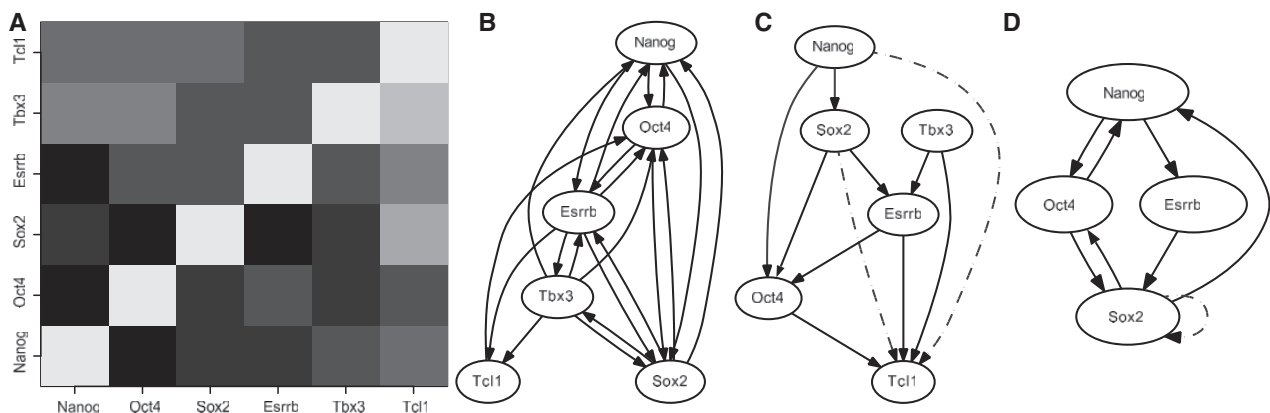 A
Tcl1
Tbx3
Esrrb
Sox2
Oct4
Nanog
Nanog Oct4 Sox2 Esrrb Tbx3 Tcl1
B
Nanog
Oct4
Esrrb
Tbx3
Tcl1 Sox2
C
Nanog
Sox2 Tbx3
Esrrb
Oct4
Tcl1
D
Nanog
Oct4 Esrrb
Sox2